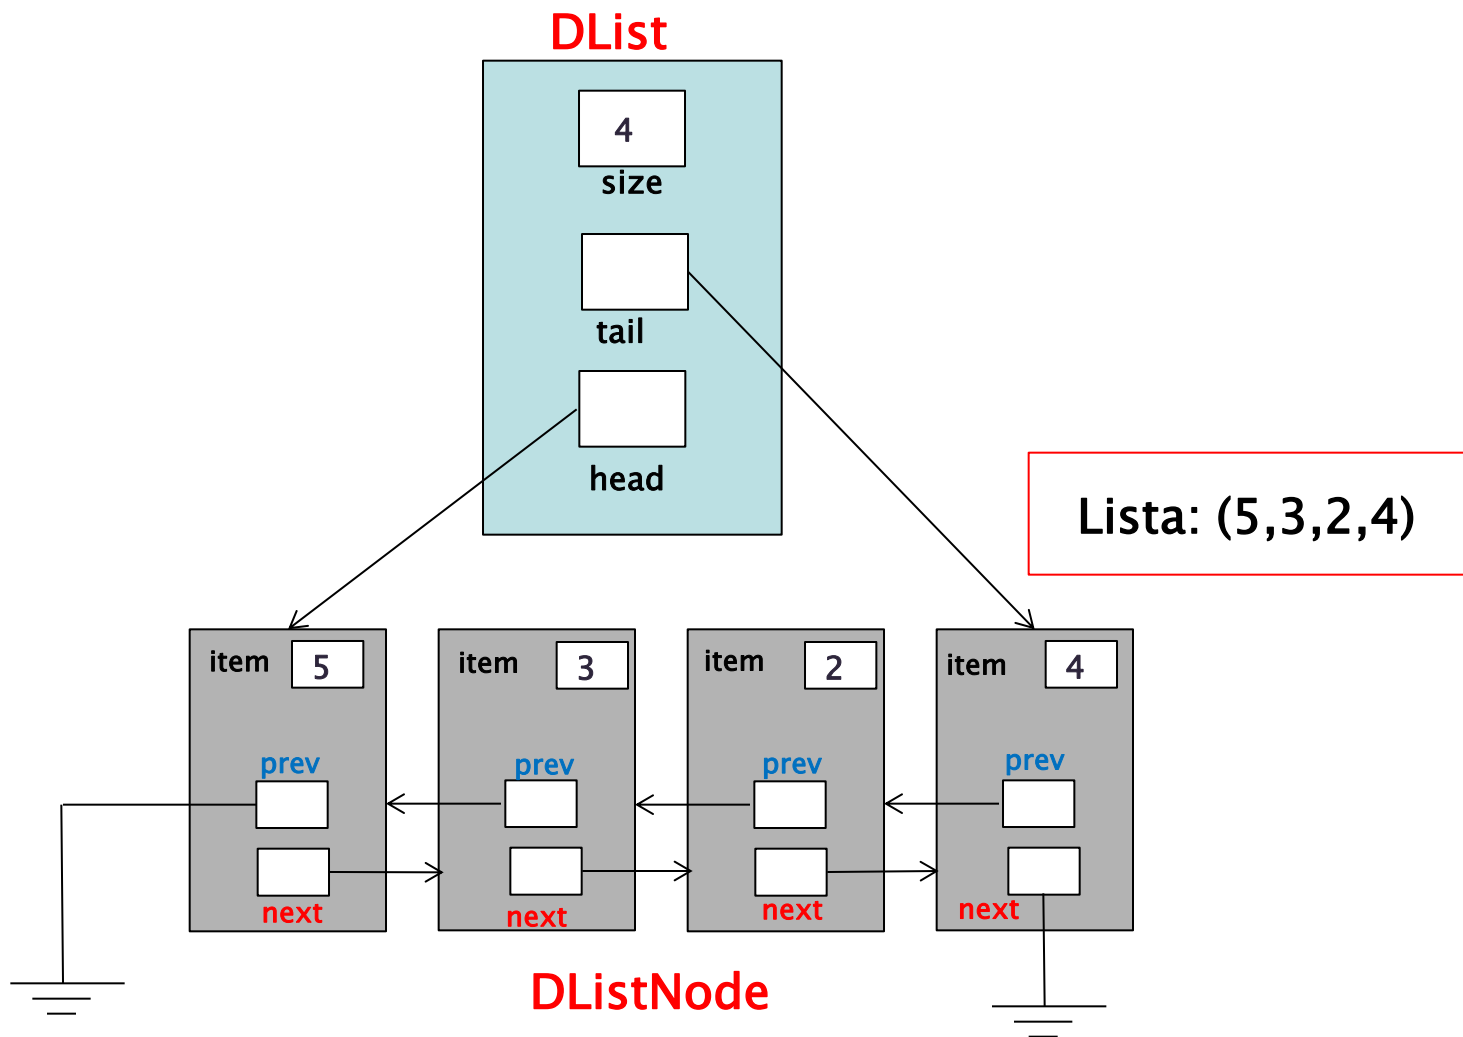 DList
4
size
tail
head
Lista: (5,3,2,4)
item 5
item 3
item 2
item 4
prev
prev
prev
prev
next
next
next
next
DListNode